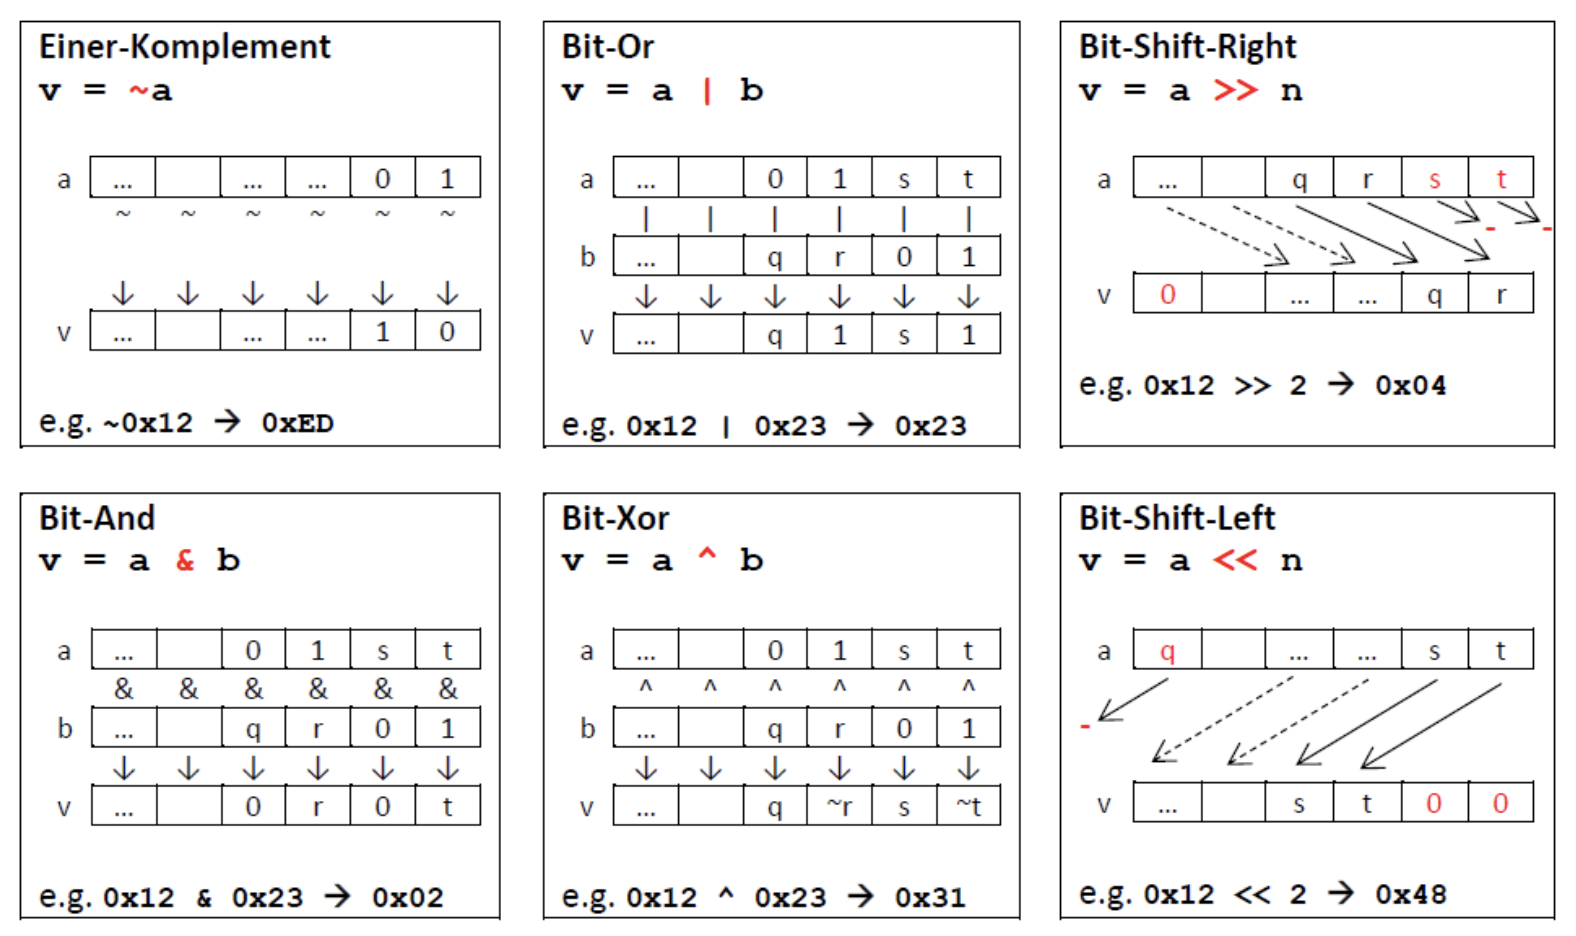 Einer-Komplement
v = ~a
a ... ... ... 0 1
~ ~ ~ ~ ~ ~
↓ ↓ ↓ ↓ ↓ ↓
v ... ... ... 1 0
e.g. ~0x12 → 0xED
Bit-Or
v = a | b
a ... 0 1 s t
| | | | | |
b ... q r 0 1
↓ ↓ ↓ ↓ ↓ ↓
v ... q 1 s 1
e.g. 0x12 | 0x23 → 0x23
Bit-Shift-Right
v = a >> n
a ... q r s t
- -
v 0 ... ... q r
e.g. 0x12 >> 2 → 0x04
Bit-And
v = a & b
a ... 0 1 s t
& & & & & &
b ... q r 0 1
↓ ↓ ↓ ↓ ↓ ↓
v ... 0 r 0 t
e.g. 0x12 & 0x23 → 0x02
Bit-Xor
v = a ^ b
a ... 0 1 s t
^ ^ ^ ^ ^ ^
b ... q r 0 1
↓ ↓ ↓ ↓ ↓ ↓
v ... q ~r s ~t
e.g. 0x12 ^ 0x23 → 0x31
Bit-Shift-Left
v = a << n
a q ... ... s t
-
v ... s t 0 0
e.g. 0x12 << 2 → 0x48